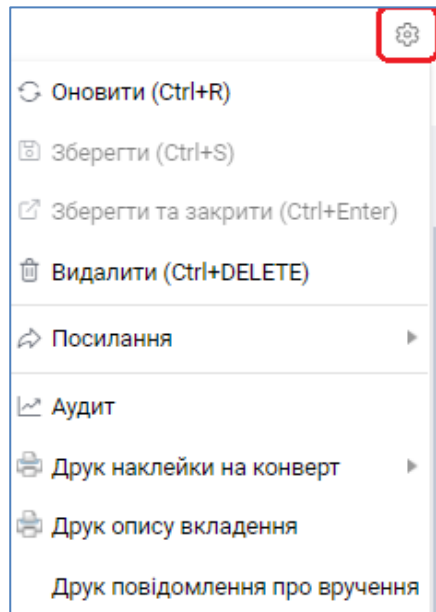 Оновити (Ctrl+R)
Зберегти (Ctrl+S)
Зберегти та закрити (Ctrl+Enter)
Видалити (Ctrl+DELETE)
Посилання
Аудит
Друк наклейки на конверт
Друк опису вкладення
Друк повідомлення про вручення